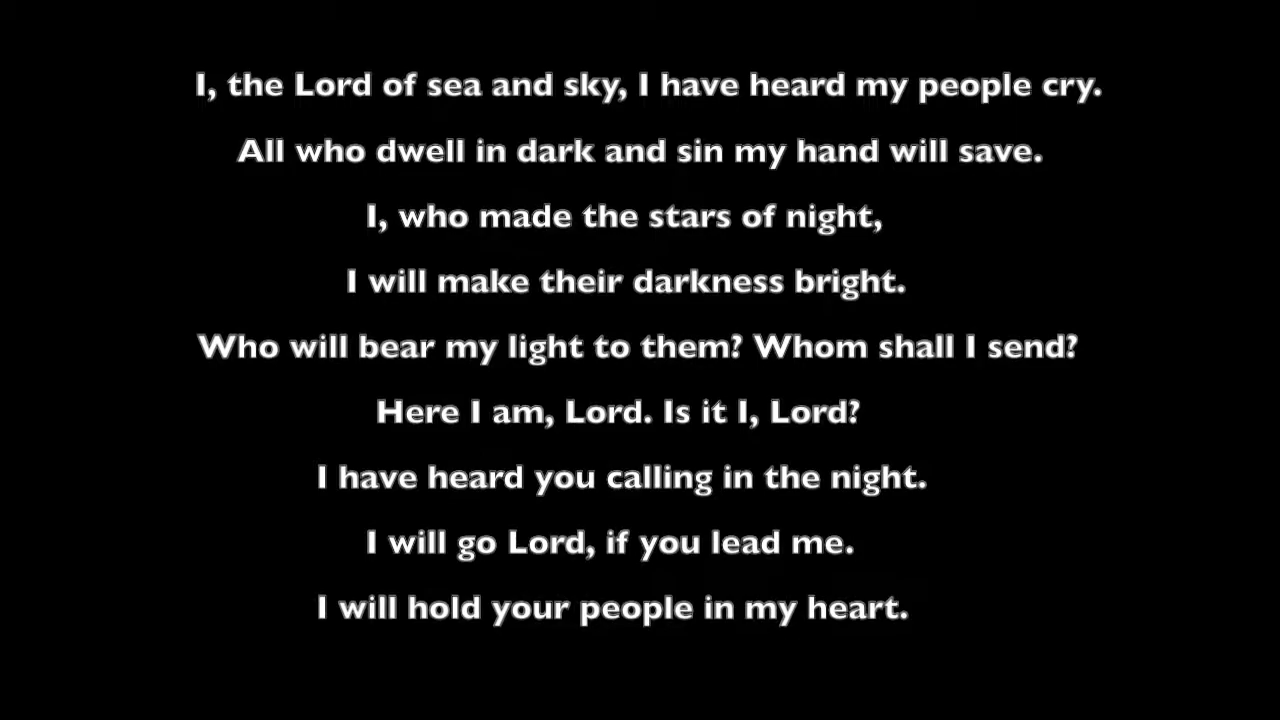 I, the Lord of sea and sky, I have heard my people cry.
All who dwell in dark and sin my hand will save.
I, who made the stars of night,
I will make their darkness bright.
Who will bear my light to them? Whom shall I send?
Here I am, Lord. Is it I, Lord?
I have heard you calling in the night.
I will go Lord, if you lead me.
I will hold your people in my heart.